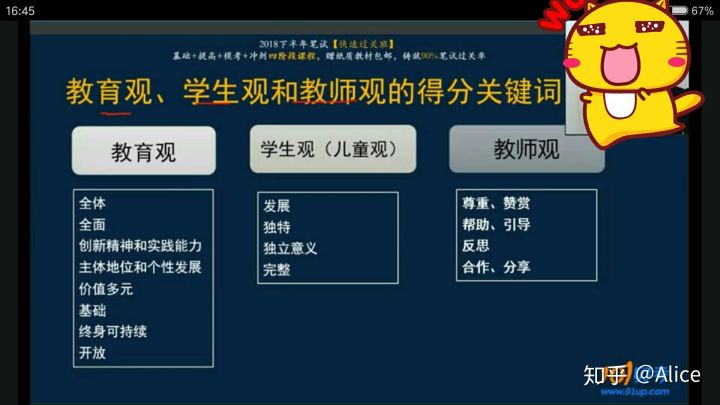 16:45
67%
2018下半年笔试【快速过关班】
基础+提高+模考+冲刺四阶段课程，赠纸质教材包邮，铸就90%笔试过关率
教育观、学生观和教师观的得分关键词
教育观
学生观（儿童观）
教师观
全体
全面
创新精神和实践能力
主体地位和个性发展
价值多元
基础
终身可持续
开放
发展
独特
独立意义
完整
尊重、赞赏
帮助、引导
反思
合作、分享
知乎 @Alice
www.91up.com